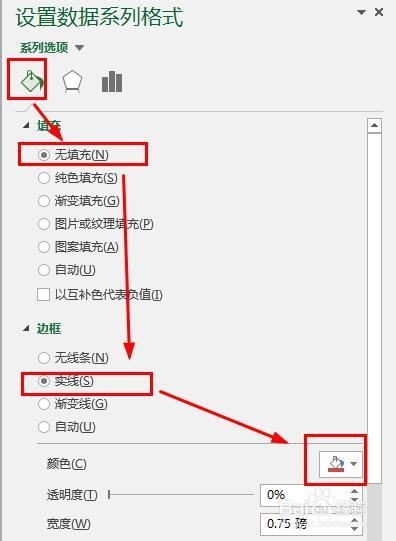 设置数据系列格式
系列选项
填充
无填充(N)
纯色填充(S)
渐变填充(G)
图片或纹理填充(P)
图案填充(A)
自动(U)
以互补色代表负值(I)
边框
无线条(N)
实线(S)
渐变线(G)
自动(U)
颜色(C)
透明度(T) 0%
宽度(W) 0.75 磅